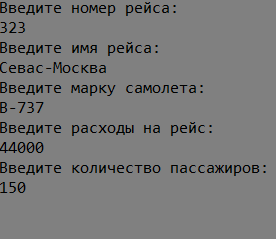 Введите номер рейса:
323
Введите имя рейса:
Севас-Москва
Введите марку самолета:
В-737
Введите расходы на рейс:
44000
Введите количество пассажиров:
150